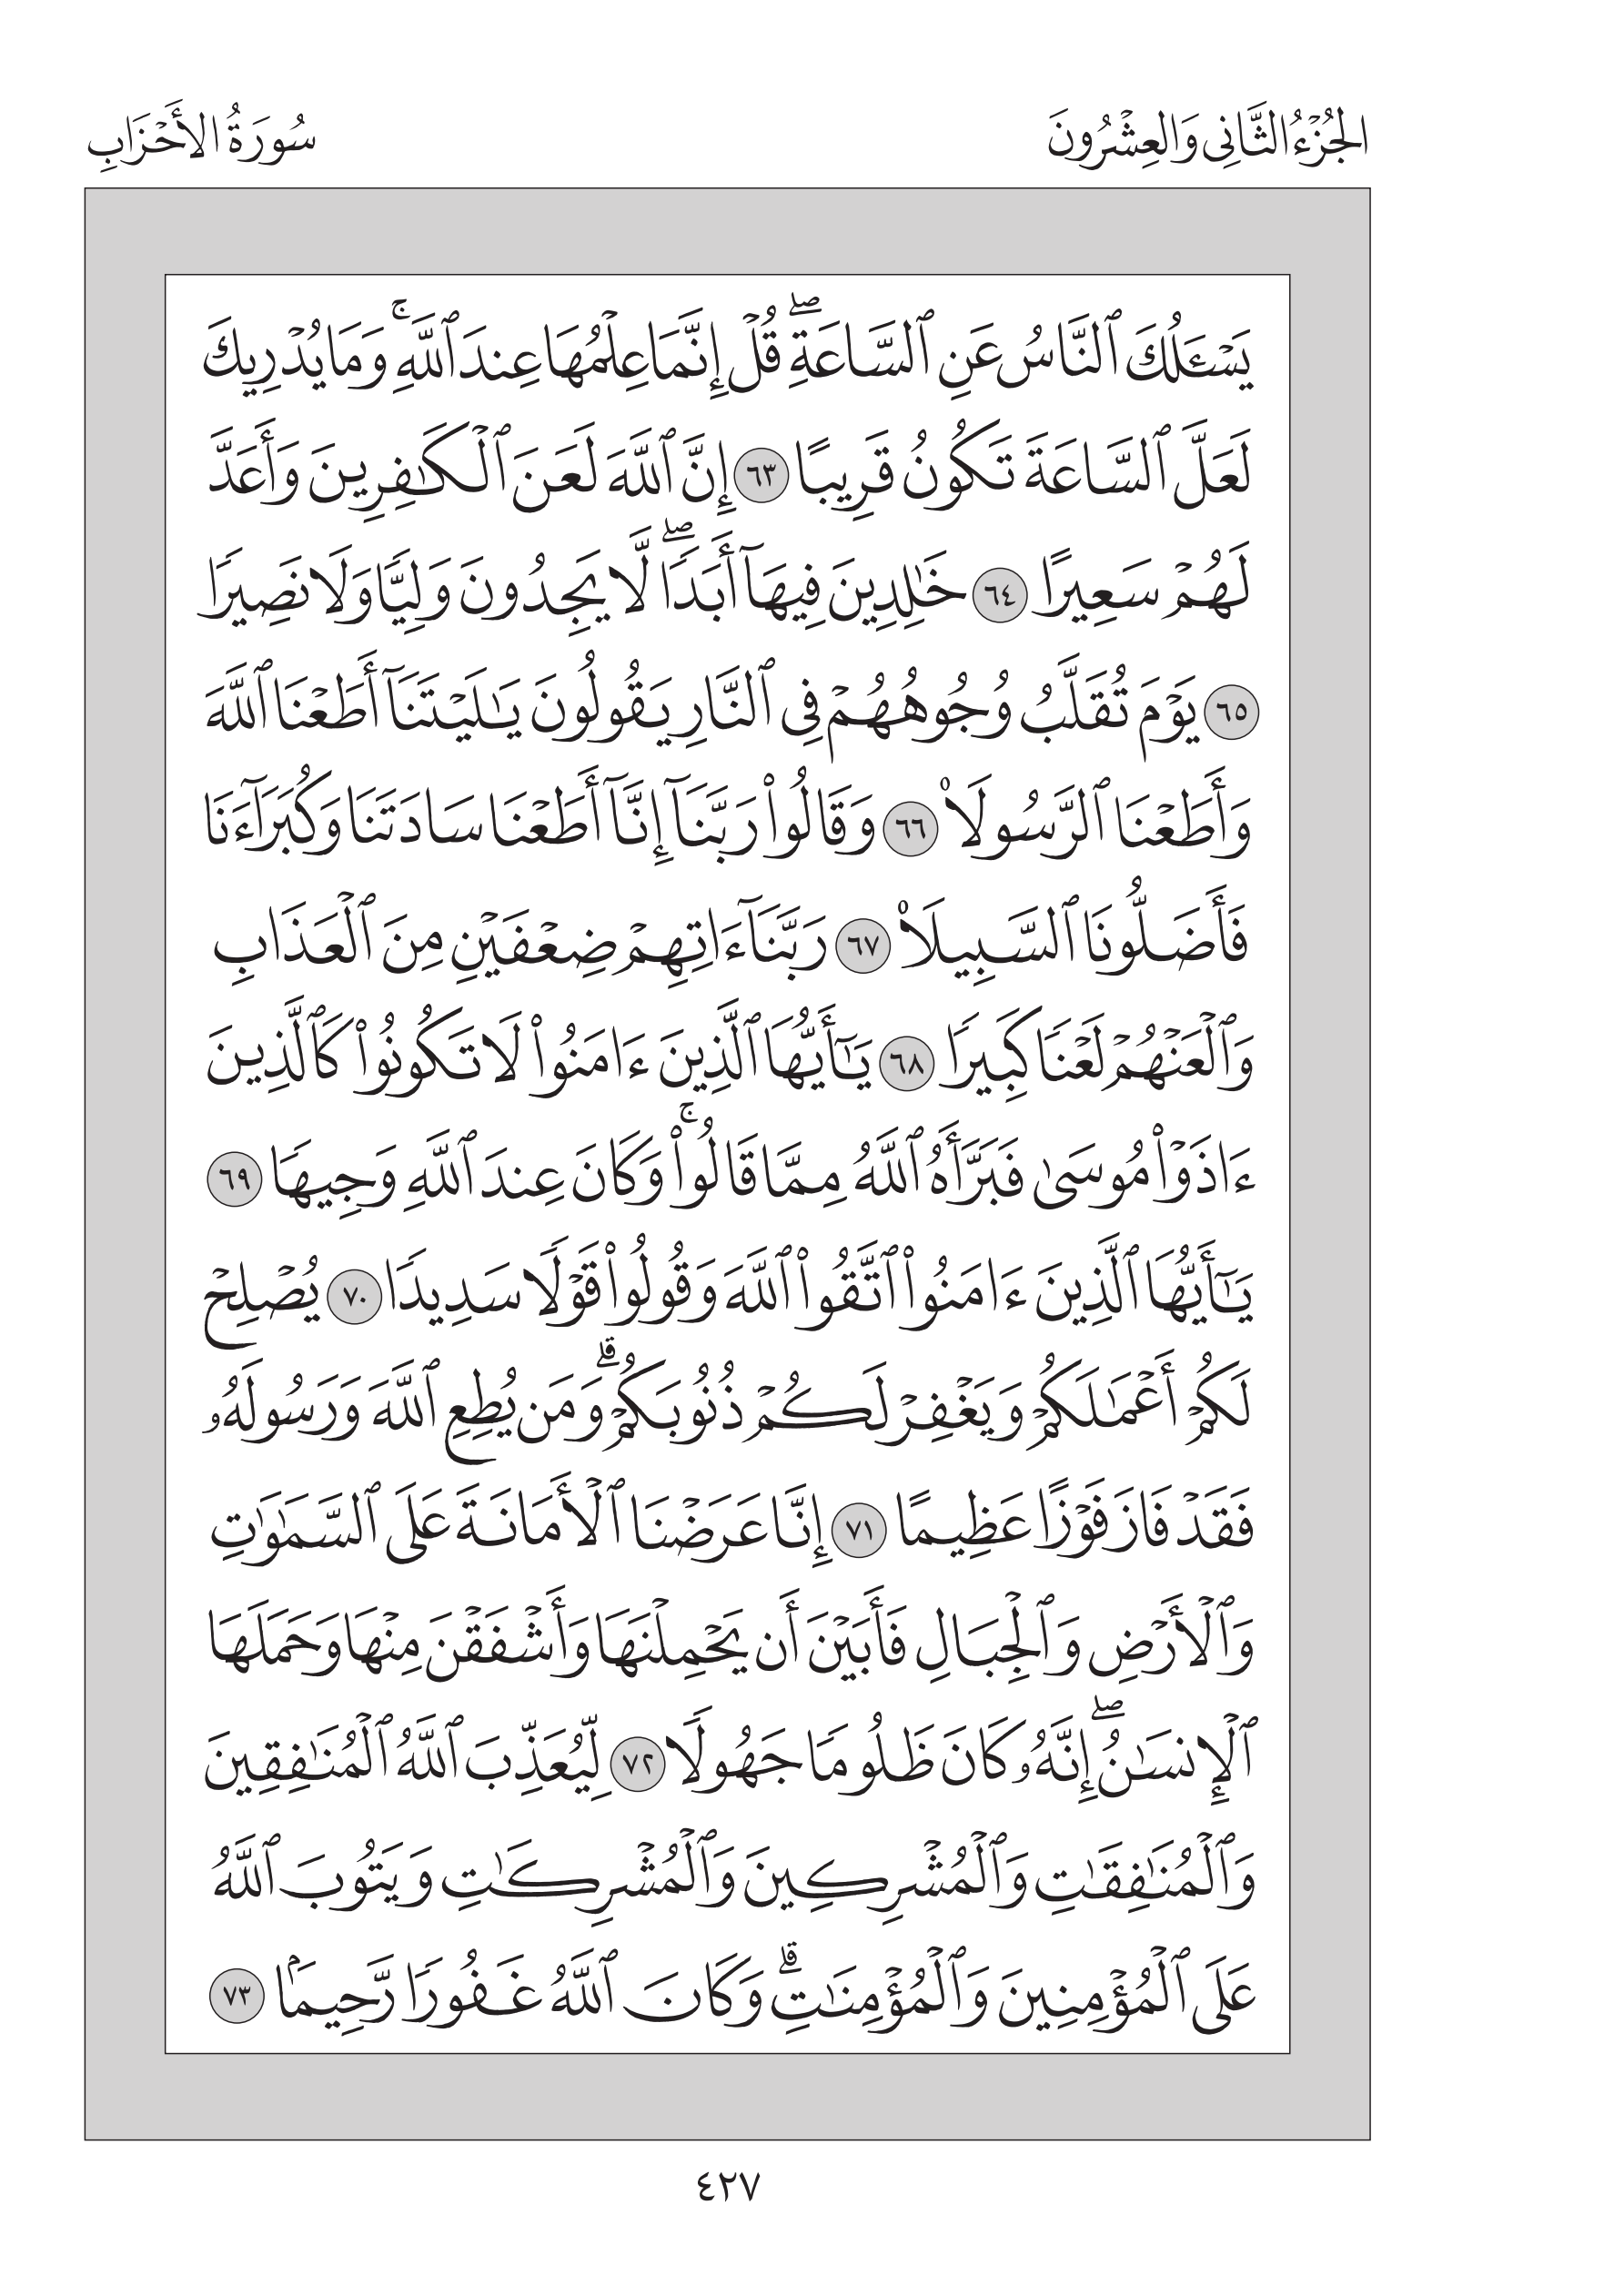 الجُزْءُ الثَّانِي وَالعِشْرُونَ
سُورَةُ الأَحْزَابِ
يَسْـَٔلُكَ ٱلنَّاسُ عَنِ ٱلسَّاعَةِۖ قُلْ إِنَّمَا عِلْمُهَا عِندَ ٱللَّهِۚ وَمَا يُدْرِيكَ
لَعَلَّ ٱلسَّاعَةَ تَكُونُ قَرِيبًا ٦٣ إِنَّ ٱللَّهَ لَعَنَ ٱلْكَٰفِرِينَ وَأَعَدَّ
لَهُمْ سَعِيرًا ٦٤ خَٰلِدِينَ فِيهَآ أَبَدًاۖ لَّا يَجِدُونَ وَلِيًّا وَلَا نَصِيرًا
٦٥ يَوْمَ تُقَلَّبُ وُجُوهُهُمْ فِى ٱلنَّارِ يَقُولُونَ يَٰلَيْتَنَآ أَطَعْنَا ٱللَّهَ
وَأَطَعْنَا ٱلرَّسُولَا۠ ٦٦ وَقَالُوا۟ رَبَّنَآ إِنَّآ أَطَعْنَا سَادَتَنَا وَكُبَرَآءَنَا
فَأَضَلُّونَا ٱلسَّبِيلَا۠ ٦٧ رَبَّنَآ ءَاتِهِمْ ضِعْفَيْنِ مِنَ ٱلْعَذَابِ
وَٱلْعَنْهُمْ لَعْنًا كَبِيرًا ٦٨ يَٰٓأَيُّهَا ٱلَّذِينَ ءَامَنُوا۟ لَا تَكُونُوا۟ كَٱلَّذِينَ
ءَاذَوْا۟ مُوسَىٰ فَبَرَّأَهُ ٱللَّهُ مِمَّا قَالُوا۟ۚ وَكَانَ عِندَ ٱللَّهِ وَجِيهًا ٦٩
يَٰٓأَيُّهَا ٱلَّذِينَ ءَامَنُوا۟ ٱتَّقُوا۟ ٱللَّهَ وَقُولُوا۟ قَوْلًا سَدِيدًا ٧٠ يُصْلِحْ
لَكُمْ أَعْمَٰلَكُمْ وَيَغْفِرْ لَكُمْ ذُنُوبَكُمْۗ وَمَن يُطِعِ ٱللَّهَ وَرَسُولَهُۥ
فَقَدْ فَازَ فَوْزًا عَظِيمًا ٧١ إِنَّا عَرَضْنَا ٱلْأَمَانَةَ عَلَى ٱلسَّمَٰوَٰتِ
وَٱلْأَرْضِ وَٱلْجِبَالِ فَأَبَيْنَ أَن يَحْمِلْنَهَا وَأَشْفَقْنَ مِنْهَا وَحَمَلَهَا
ٱلْإِنسَٰنُۖ إِنَّهُۥ كَانَ ظَلُومًا جَهُولًا ٧٢ لِّيُعَذِّبَ ٱللَّهُ ٱلْمُنَٰفِقِينَ
وَٱلْمُنَٰفِقَٰتِ وَٱلْمُشْرِكِينَ وَٱلْمُشْرِكَٰتِ وَيَتُوبَ ٱللَّهُ
عَلَى ٱلْمُؤْمِنِينَ وَٱلْمُؤْمِنَٰتِۗ وَكَانَ ٱللَّهُ غَفُورًا رَّحِيمًۢا ٧٣
٤٢٧